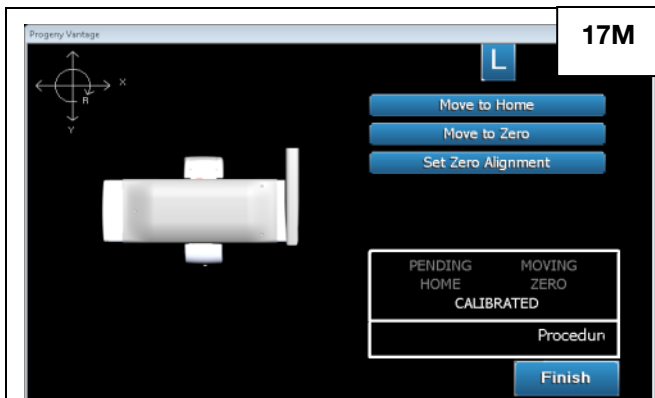 Progeny Vantage
17M
L
X
R
Y
Move to Home
Move to Zero
Set Zero Alignment
PENDING MOVING
HOME ZERO
CALIBRATED
Procedun
Finish